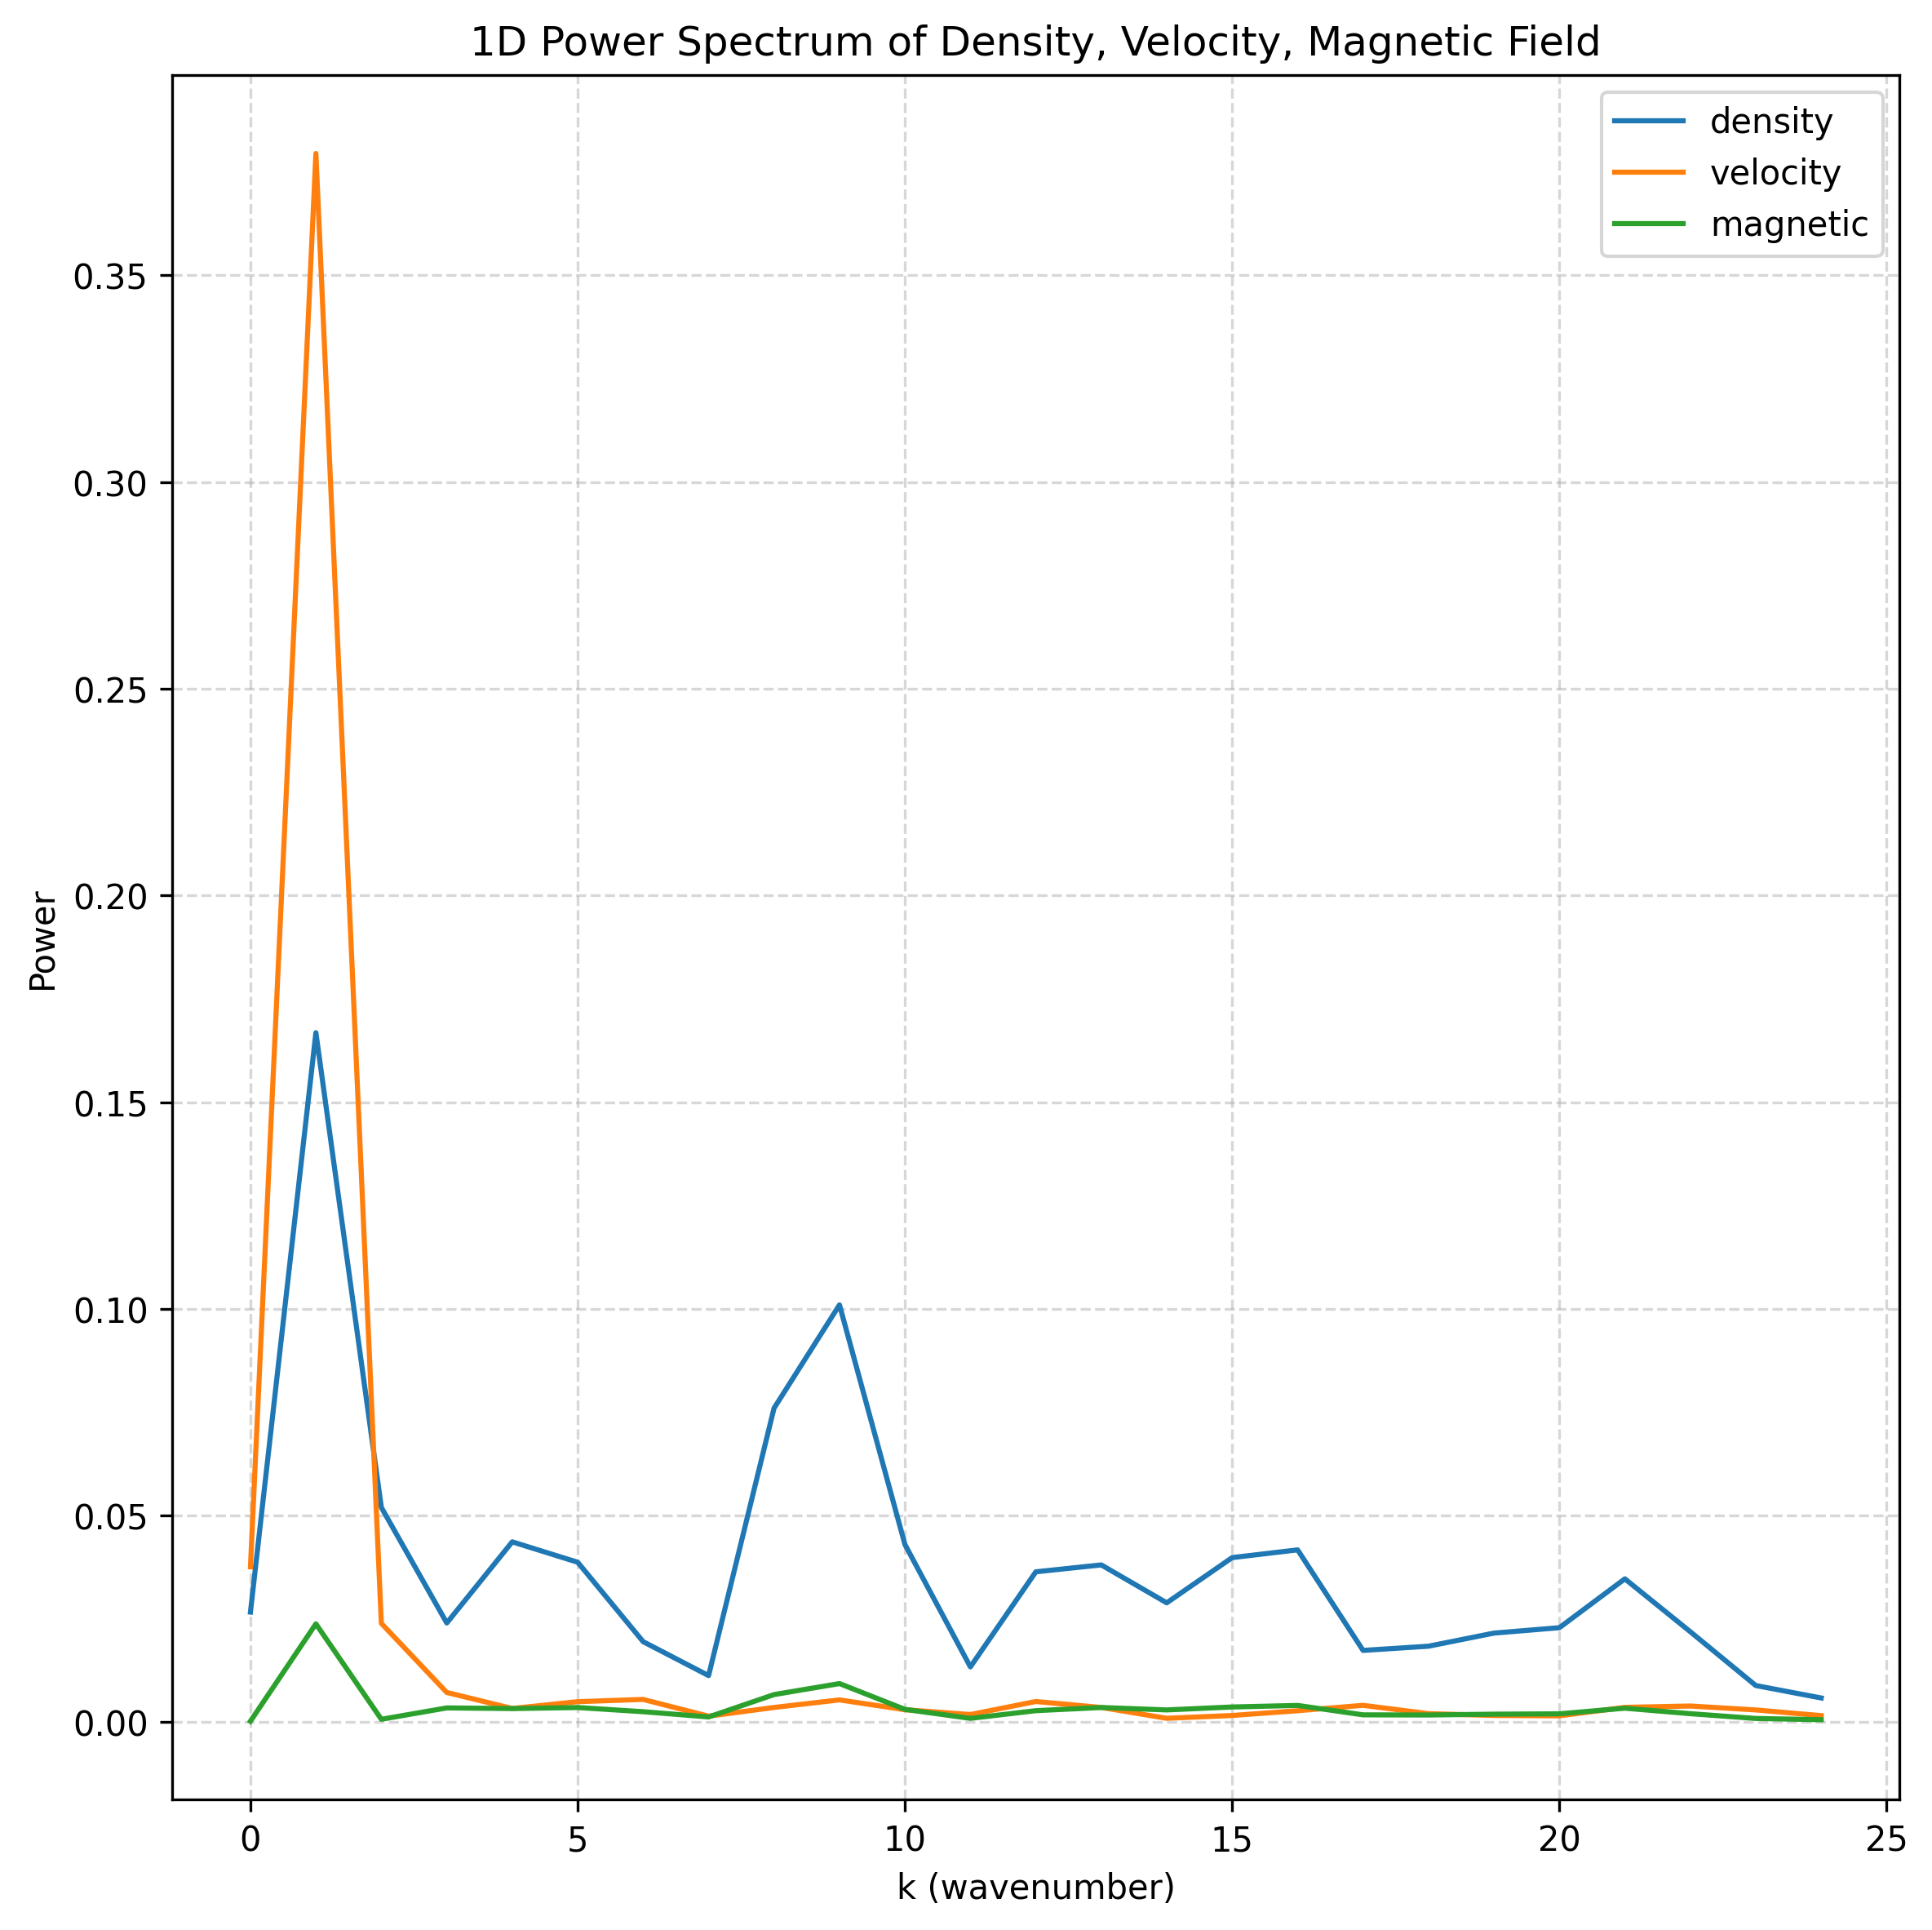 1D Power Spectrum of Density, Velocity, Magnetic Field
density
velocity
magnetic
0.35
0.30
0.25
0.20
0.15
0.10
0.05
0.00
Power
0 5 10 15 20 25
k (wavenumber)